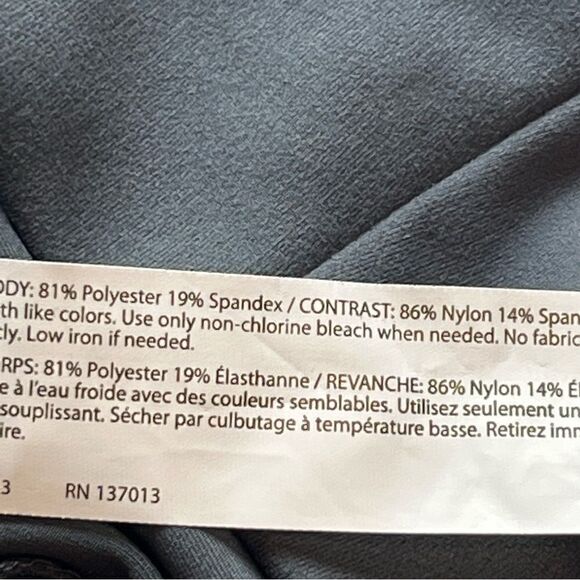 ODY: 81% Polyester 19% Spandex / CONTRAST: 86% Nylon 14% Span
th like colors. Use only non-chlorine bleach when needed. No fabric
ly. Low iron if needed.
RPS: 81% Polyester 19% Élasthanne / REVANCHE: 86% Nylon 14% É
e à l'eau froide avec des couleurs semblables. Utilisez seulement un
souplissant. Sécher par culbutage à température basse. Retirez imm
ire.
3 RN 137013